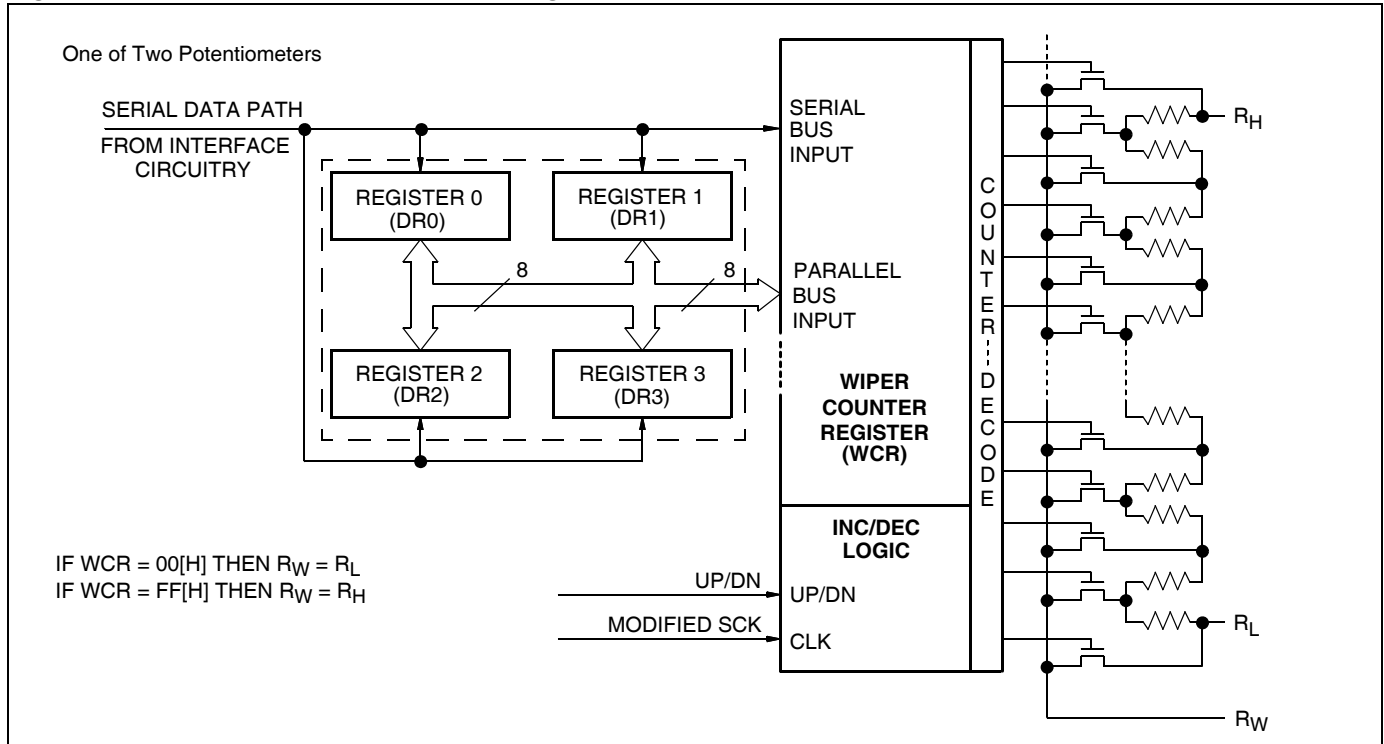 One of Two Potentiometers
SERIAL DATA PATH
FROM INTERFACE
CIRCUITRY
REGISTER 0
(DR0)
REGISTER 1
(DR1)
8
8
REGISTER 2
(DR2)
REGISTER 3
(DR3)
SERIAL
BUS
INPUT
PARALLEL
BUS
INPUT
WIPER
COUNTER
REGISTER
(WCR)
INC/DEC
LOGIC
UP/DN
UP/DN
MODIFIED SCK
CLK
COUNTER
DECODE
RH
RL
RW
IF WCR = 00[H] THEN RW = RL
IF WCR = FF[H] THEN RW = RH